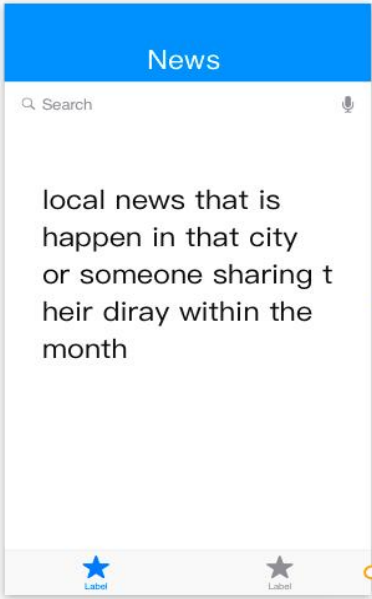 News
Search
local news that is
happen in that city
or someone sharing t
heir diray within the
month
Label
Label